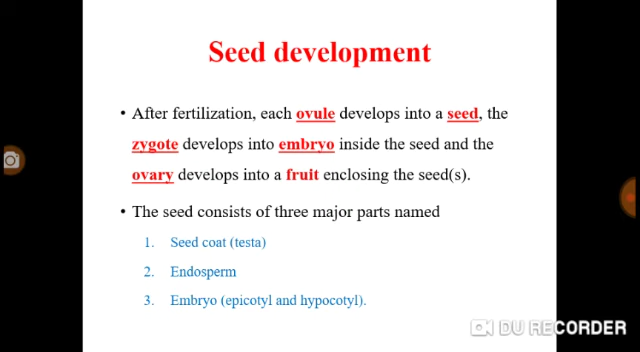 Seed development
• After fertilization, each ovule develops into a seed, the
zygote develops into embryo inside the seed and the
ovary develops into a fruit enclosing the seed(s).
• The seed consists of three major parts named
1. Seed coat (testa)
2. Endosperm
3. Embryo (epicotyl and hypocotyl).
DU RECORDER